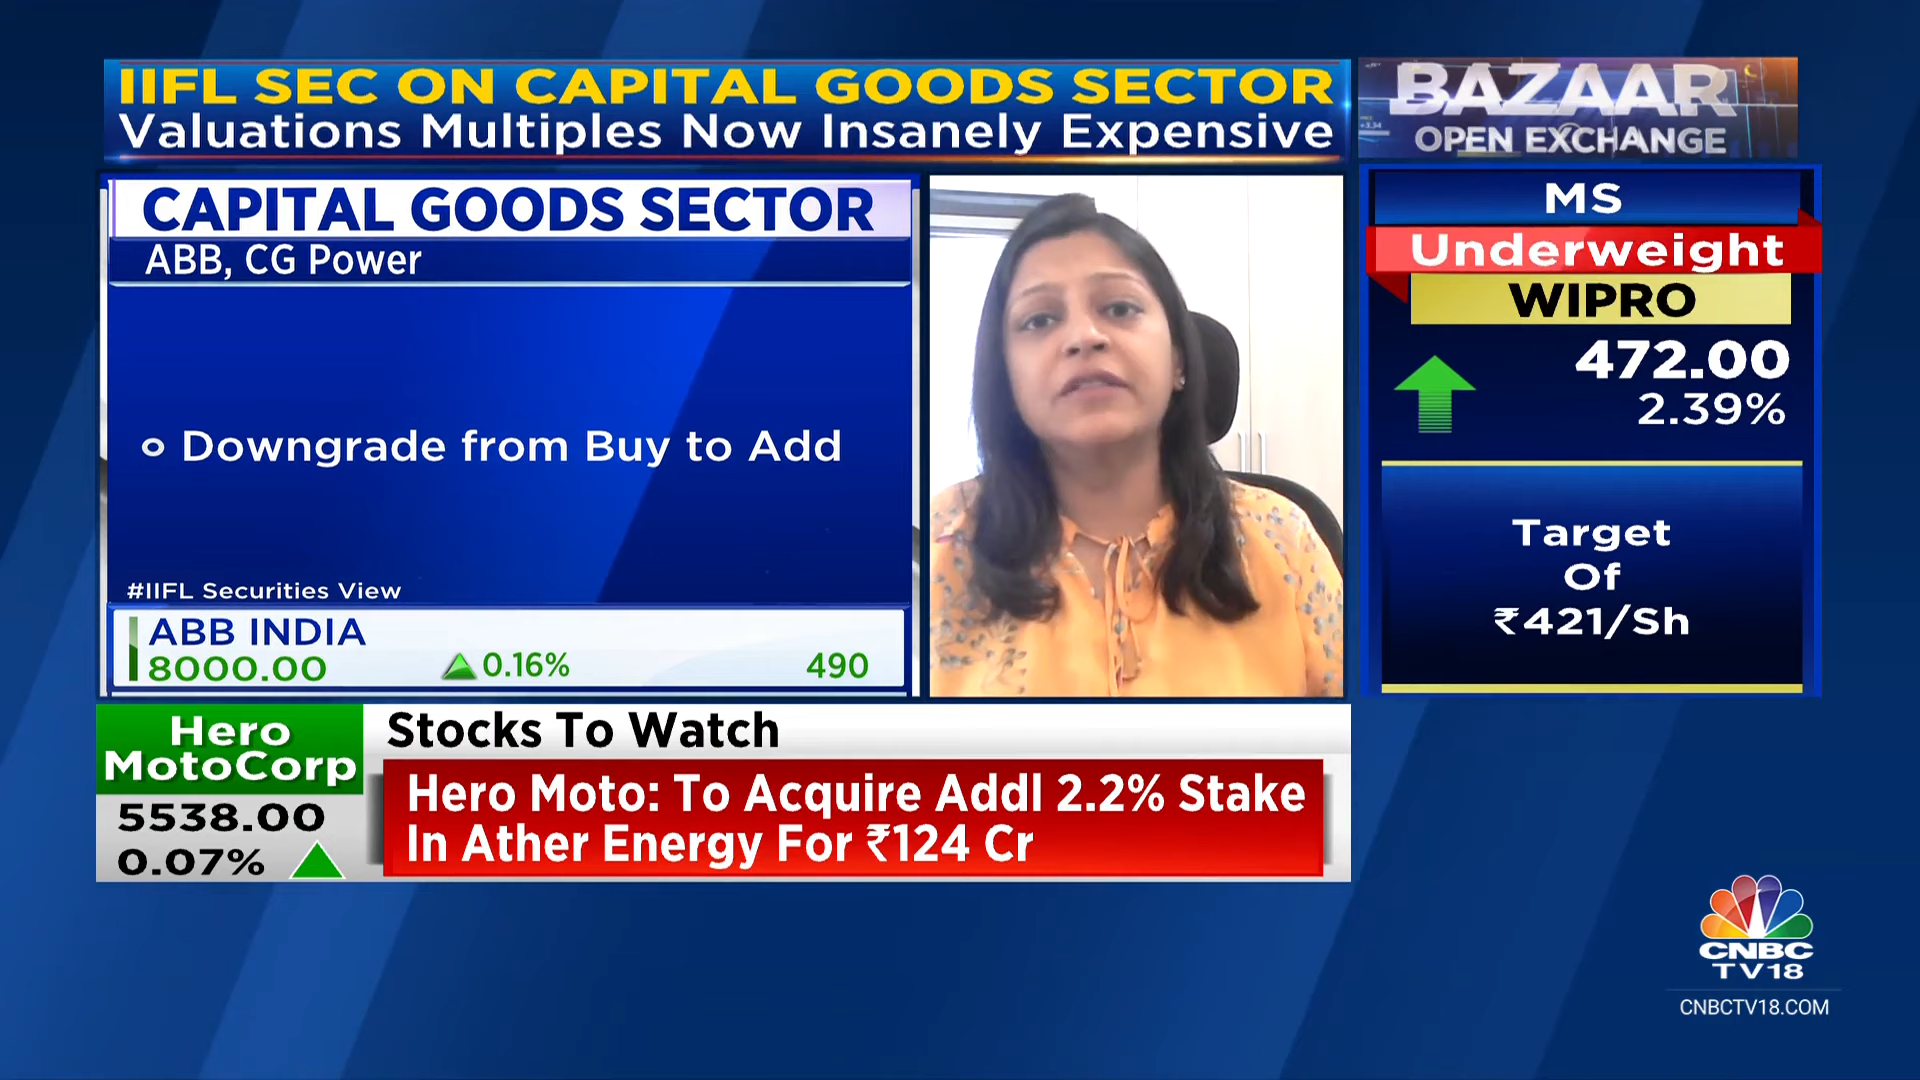 IIFL SEC ON CAPITAL GOODS SECTOR
Valuations Multiples Now Insanely Expensive
BAZAAR
OPEN EXCHANGE
CAPITAL GOODS SECTOR
ABB, CG Power
Downgrade from Buy to Add
#IIFL Securities View
ABB INDIA
8000.00 0.16% 490
MS
Underweight
WIPRO
472.00
2.39%
Target
Of
₹421/Sh
Hero
MotoCorp
5538.00
0.07%
Stocks To Watch
Hero Moto: To Acquire Addl 2.2% Stake
In Ather Energy For ₹124 Cr
CNBC
TV18
CNBCTV18.COM